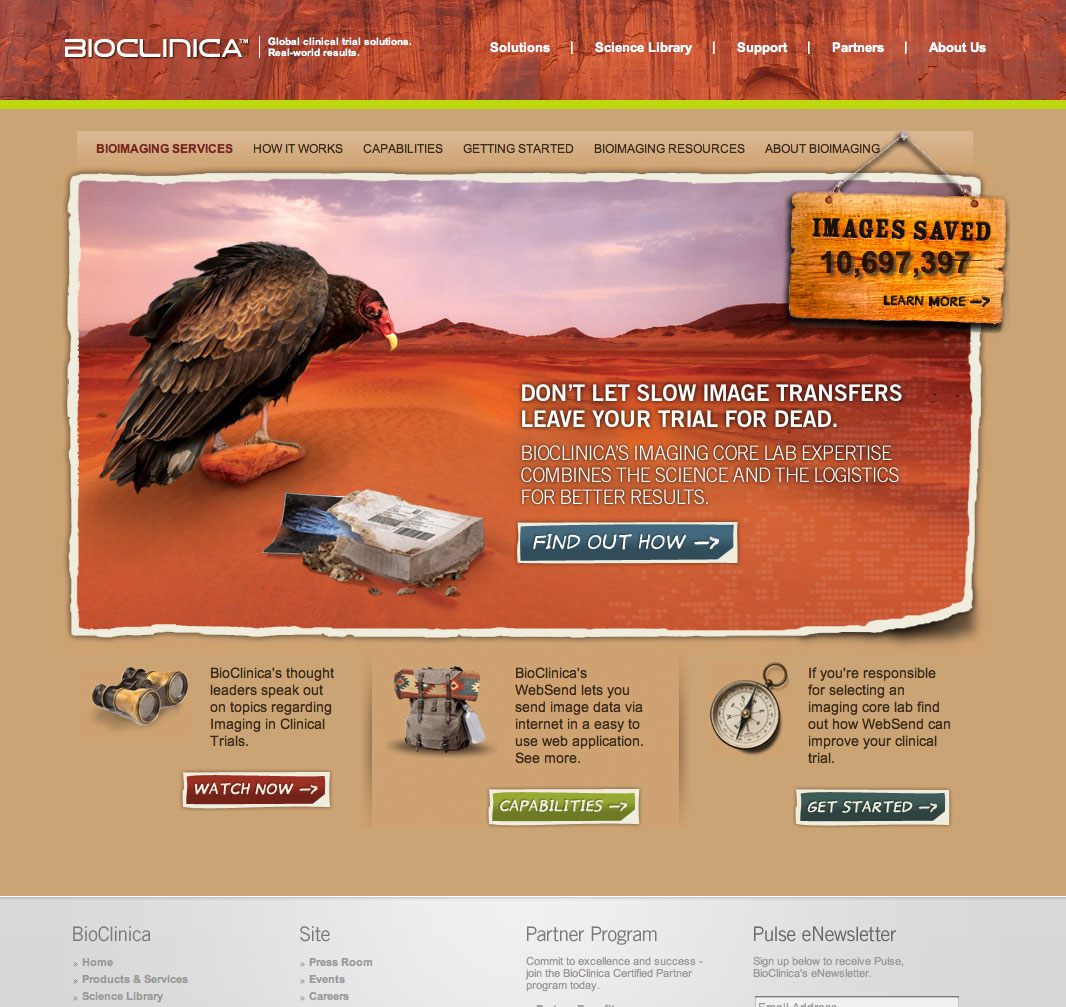 BIOCLINICA™
Global clinical trial solutions.
Real-world results.
Solutions | Science Library | Support | Partners | About Us
BIOIMAGING SERVICES HOW IT WORKS CAPABILITIES GETTING STARTED BIOIMAGING RESOURCES ABOUT BIOIMAGING
IMAGES SAVED
10,697,397
LEARN MORE —>
DON'T LET SLOW IMAGE TRANSFERS
LEAVE YOUR TRIAL FOR DEAD.
BIOCLINICA'S IMAGING CORE LAB EXPERTISE
COMBINES THE SCIENCE AND THE LOGISTICS
FOR BETTER RESULTS.
FIND OUT HOW —>
BioClinica's thought
leaders speak out
on topics regarding
Imaging in Clinical
Trials.
WATCH NOW —>
BioClinica's
WebSend lets you
send image data via
internet in a easy to
use web application.
See more.
CAPABILITIES —>
If you're responsible
for selecting an
imaging core lab find
out how WebSend can
improve your clinical
trial.
GET STARTED —>
BioClinica
» Home
» Products & Services
» Science Library
Site
» Press Room
» Events
» Careers
Partner Program
Commit to excellence and success -
join the BioClinica Certified Partner
program today.
Pulse eNewsletter
Sign up below to receive Pulse,
BioClinica's eNewsletter.
Email Address